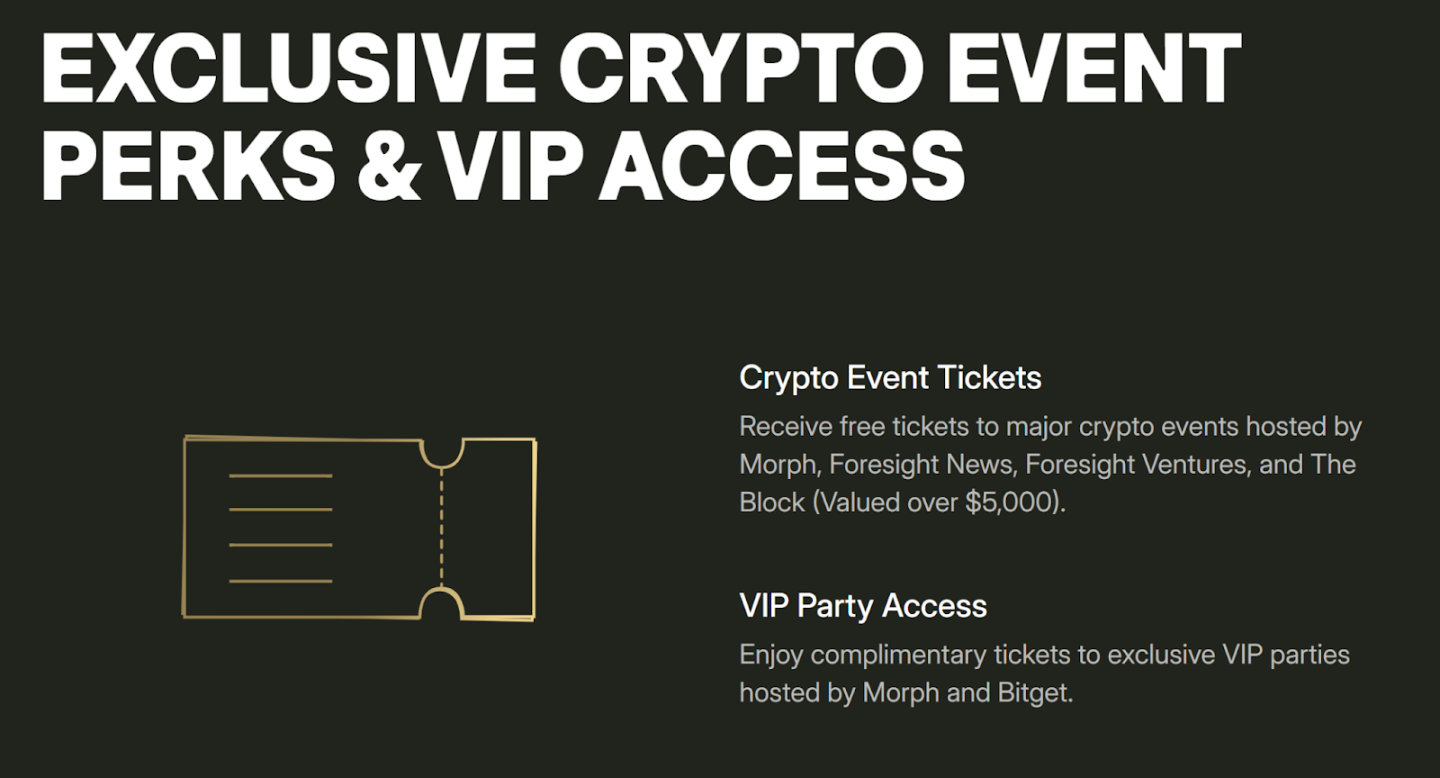 EXCLUSIVE CRYPTO EVENT
PERKS & VIP ACCESS
Crypto Event Tickets
Receive free tickets to major crypto events hosted by
Morph, Foresight News, Foresight Ventures, and The
Block (Valued over $5,000).
VIP Party Access
Enjoy complimentary tickets to exclusive VIP parties
hosted by Morph and Bitget.